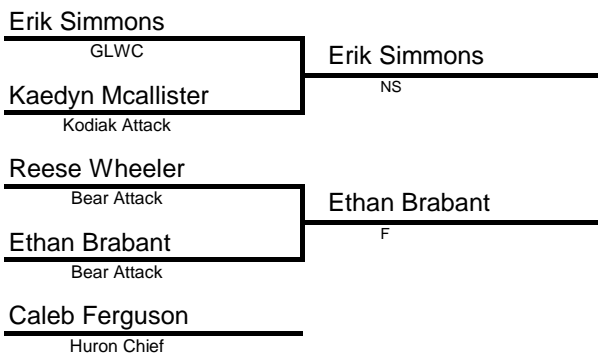 Erik Simmons
GLWC
Erik Simmons
NS
Kaedyn Mcallister
Kodiak Attack
Reese Wheeler
Bear Attack
Ethan Brabant
F
Ethan Brabant
Bear Attack
Caleb Ferguson
Huron Chief